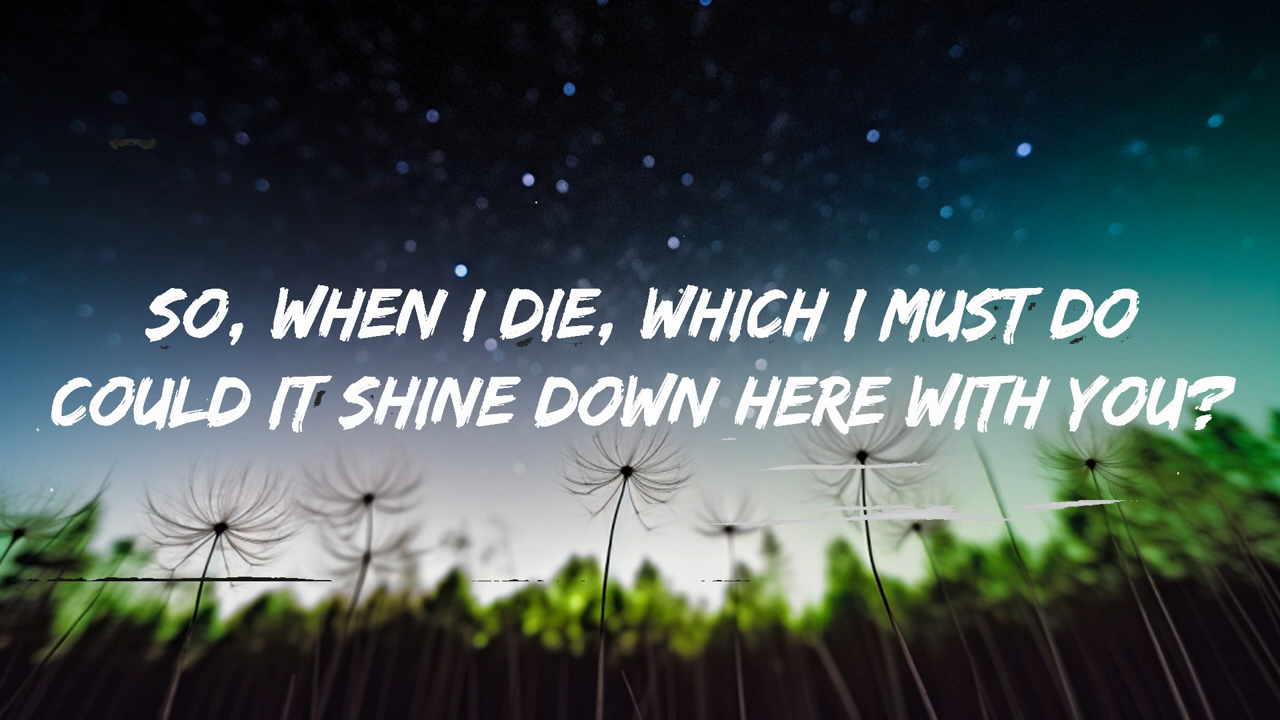 SO, WHEN I DIE, WHICH I MUST DO
COULD IT SHINE DOWN HERE WITH YOU?